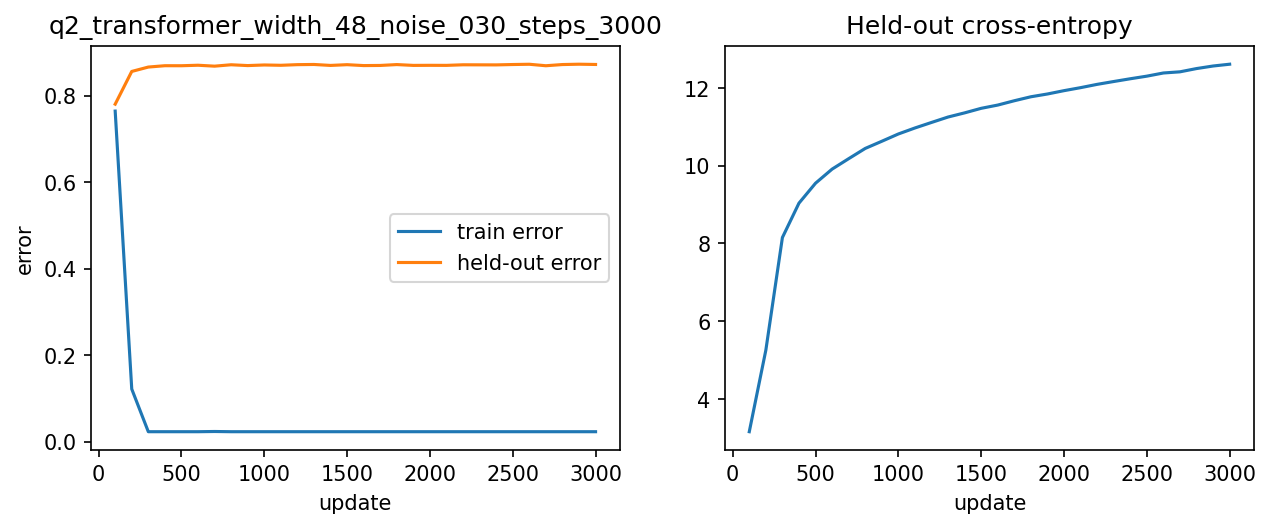 q2_transformer_width_48_noise_030_steps_3000
error
0.8
0.6
0.4
0.2
0.0
train error
held-out error
0 500 1000 1500 2000 2500 3000
update
Held-out cross-entropy
12
10
8
6
4
0 500 1000 1500 2000 2500 3000
update